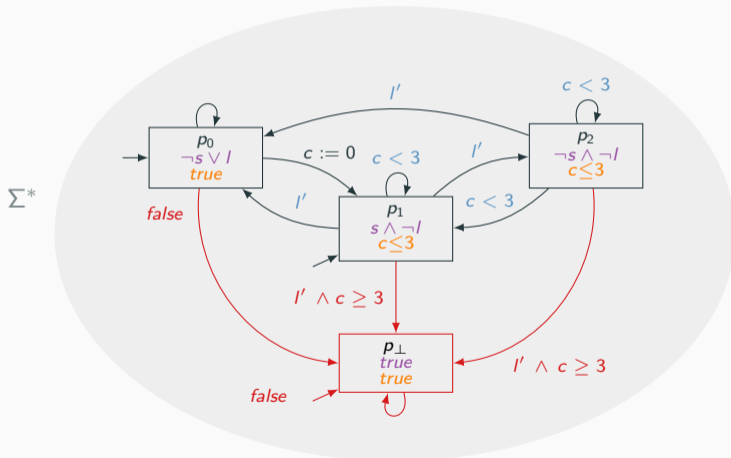 l′
c < 3
p₀
¬s ∨ l
true
c := 0
c < 3
l′
p₂
¬s ∧ ¬l
c≤3
Σ*
false
l′
p₁
s ∧ ¬l
c≤3
c < 3
l′ ∧ c ≥ 3
p⊥
true
true
l′ ∧ c ≥ 3
false